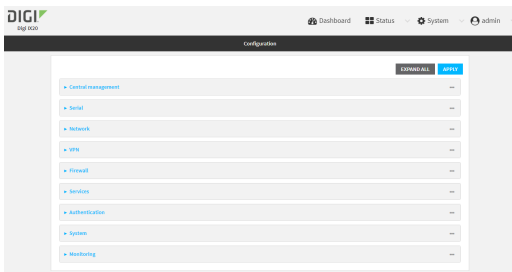 DIGI
Digi IX20
Dashboard Status System admin
Configuration
EXPAND ALL APPLY
Central management
Serial
Network
VPN
Firewall
Services
Authentication
System
Monitoring